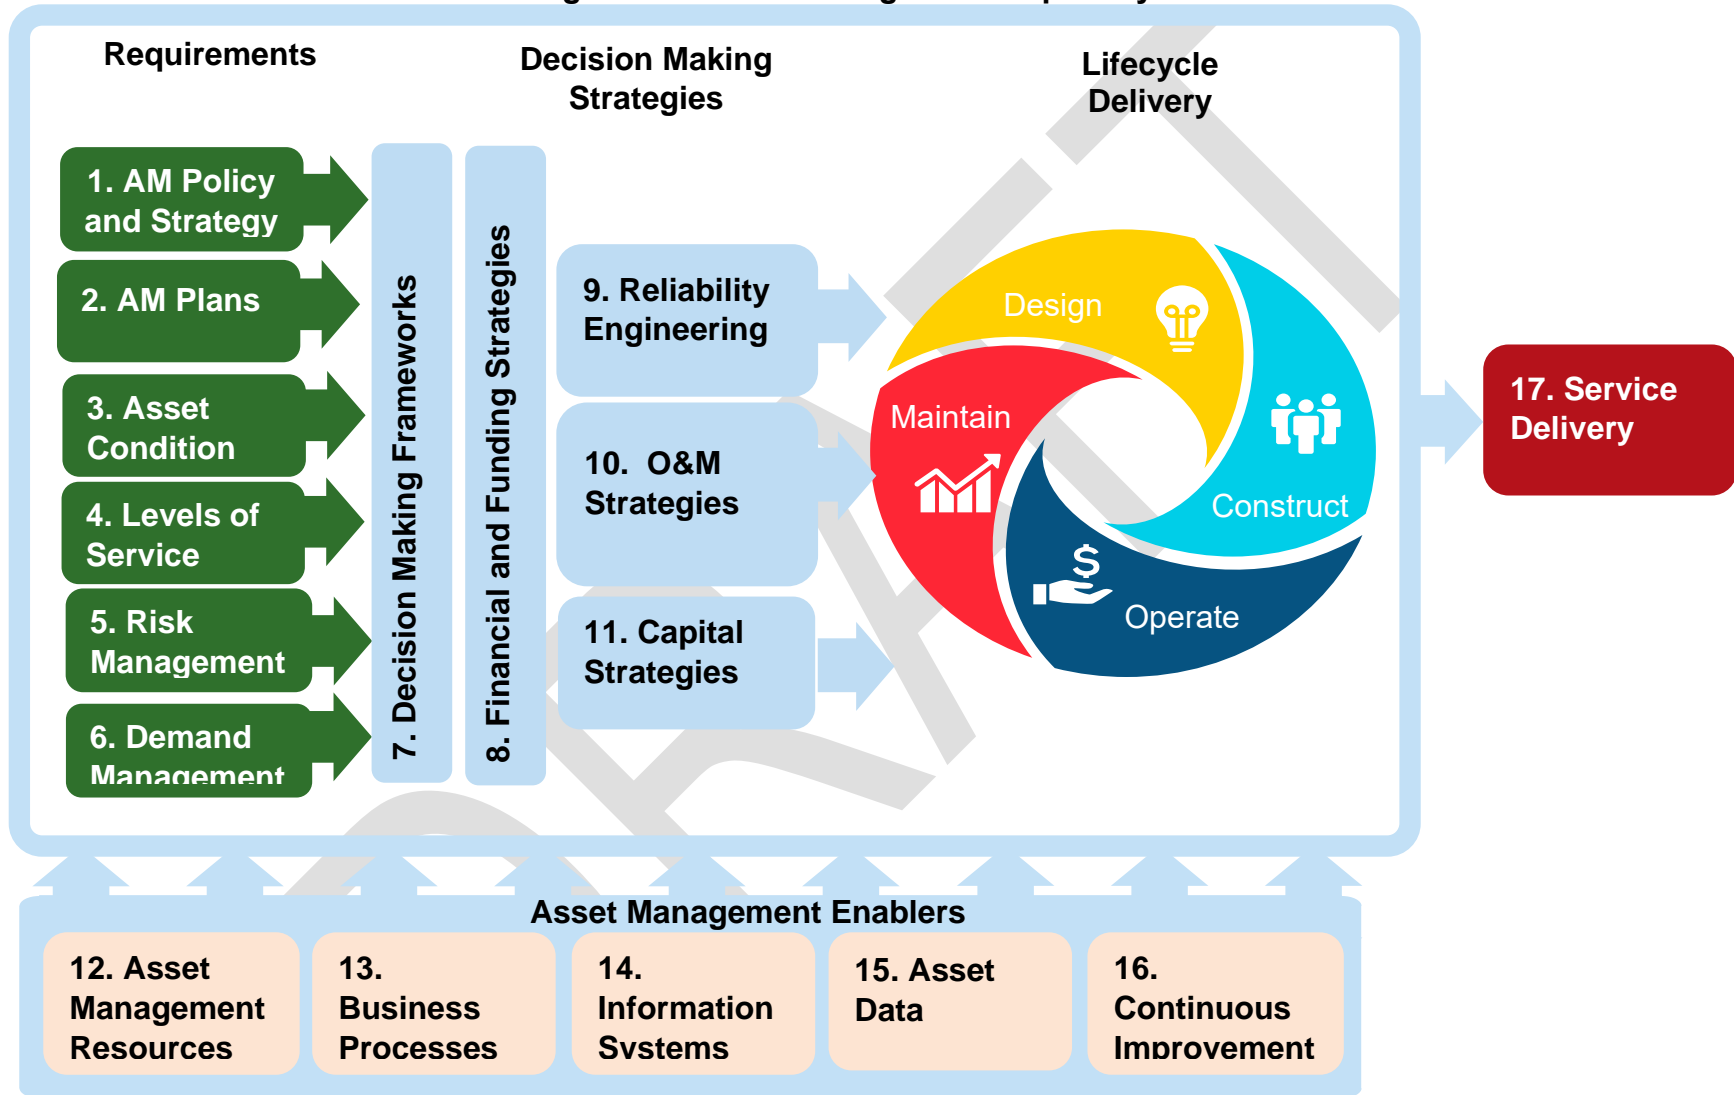 Requirements
Decision Making
Strategies
Lifecycle
Delivery
1. AM Policy
and Strategy
2. AM Plans
3. Asset
Condition
4. Levels of
Service
5. Risk
Management
6. Demand
Management
7. Decision Making Frameworks
8. Financial and Funding Strategies
9. Reliability
Engineering
10. O&M
Strategies
11. Capital
Strategies
Design
Construct
Maintain
Operate
$
17. Service
Delivery
Asset Management Enablers
12. Asset
Management
Resources
13.
Business
Processes
14.
Information
Systems
15. Asset
Data
16.
Continuous
Improvement
DRAFT